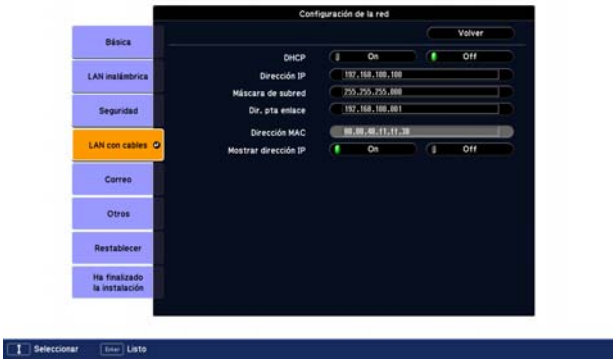 Configuración de la red
Volver
Básica
LAN inalámbrica
Seguridad
LAN con cables
Correo
Otros
Restablecer
Ha finalizado
la instalación
DHCP On Off
Dirección IP 192.168.100.100
Máscara de subred 255.255.255.000
Dir. pta enlace 192.168.100.001
Dirección MAC
Mostrar dirección IP On Off
Seleccionar Enter Listo